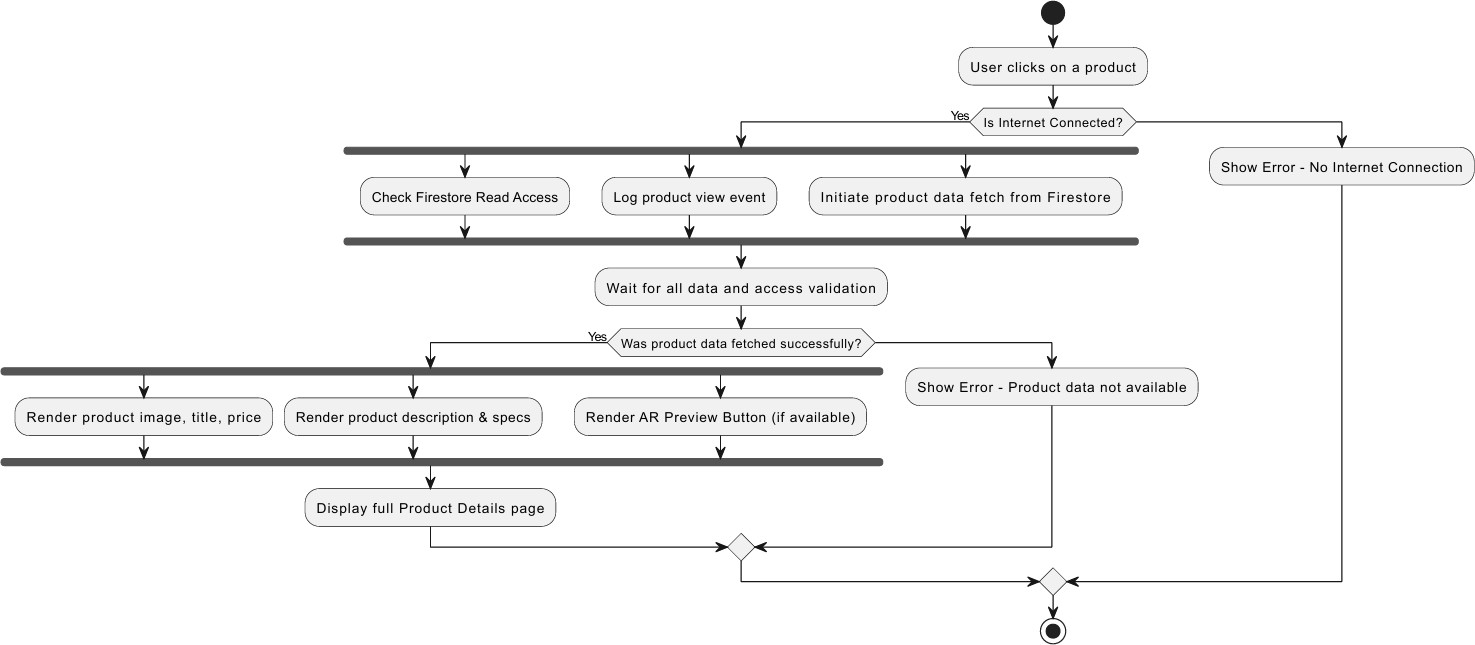 User clicks on a product
Yes
Is Internet Connected?
Show Error - No Internet Connection
Check Firestore Read Access
Log product view event
Initiate product data fetch from Firestore
Wait for all data and access validation
Yes
Was product data fetched successfully?
Show Error - Product data not available
Render product image, title, price
Render product description & specs
Render AR Preview Button (if available)
Display full Product Details page